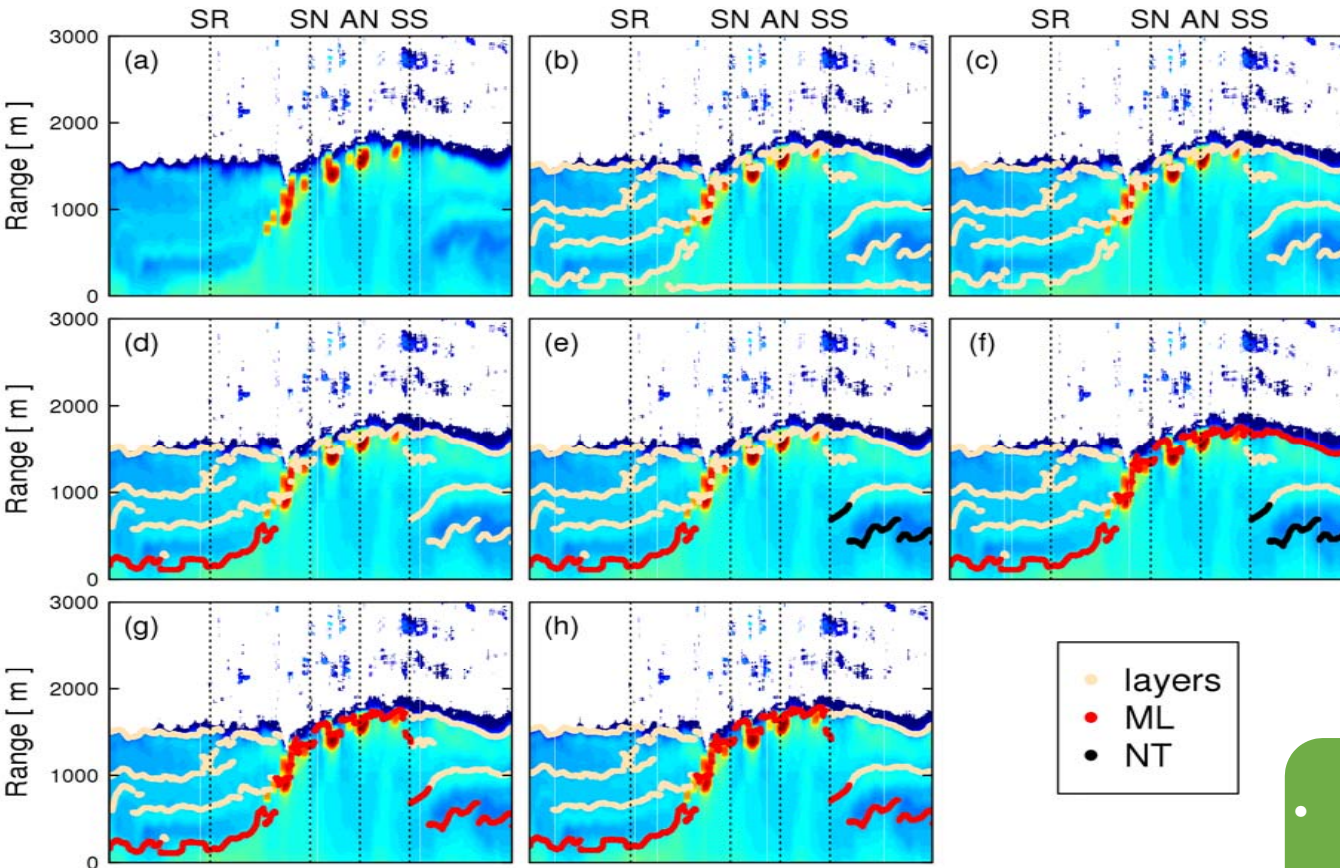 SR SN AN SS SR SN AN SS SR SN AN SS
3000 (a) (b) (c)
2000
Range [ m ]
1000
0
3000 (d) (e) (f)
2000
Range [ m ]
1000
0
3000 (g) (h)
2000
Range [ m ]
1000
0
layers
ML
NT